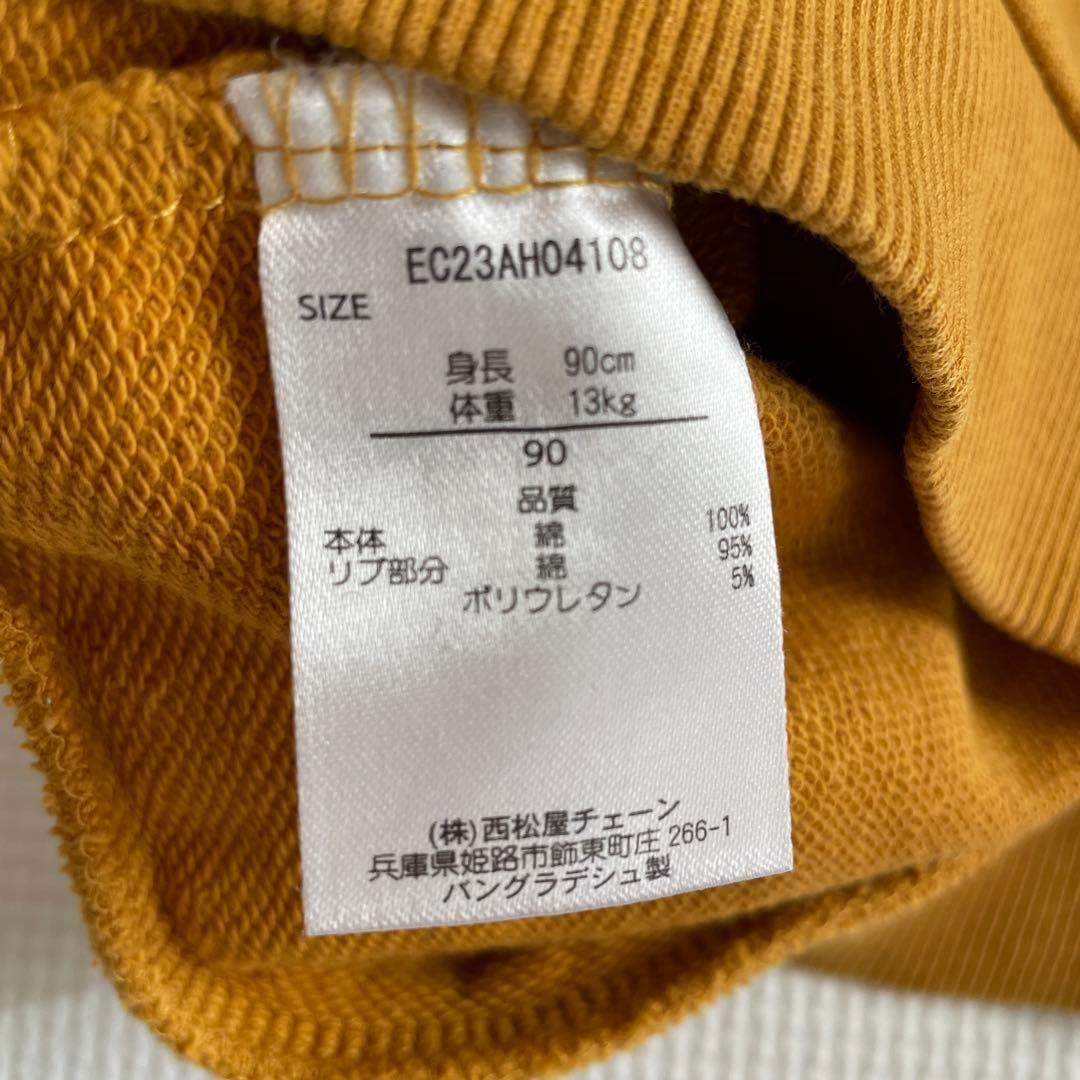 EC23AH04108
SIZE
身長 90cm
体重 13kg
90
品質
本体 綿 100%
リブ部分 綿 95%
ポリウレタン 5%
(株)西松屋チェーン
兵庫県姫路市飾東町庄 266-1
バングラデシュ製